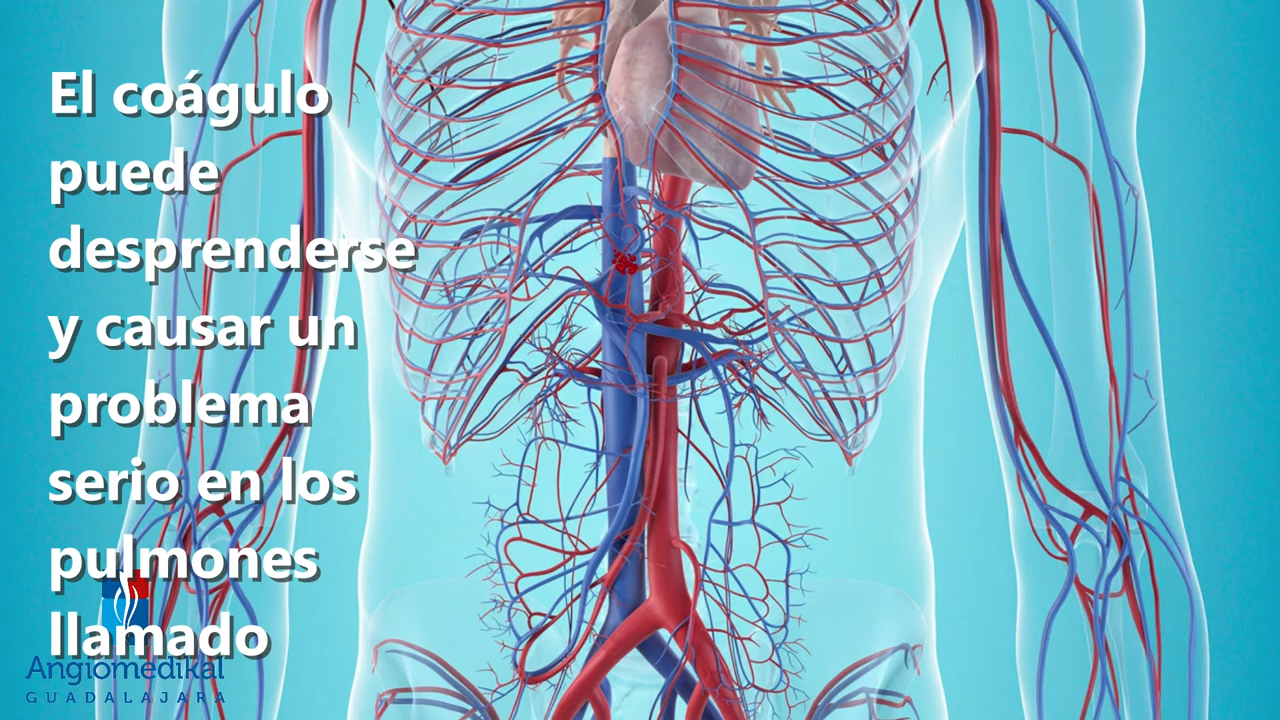 El coágulo
puede
desprenderse
y causar un
problema
serio en los
pulmones
llamado
Angiomedikal
GUADALAJARA